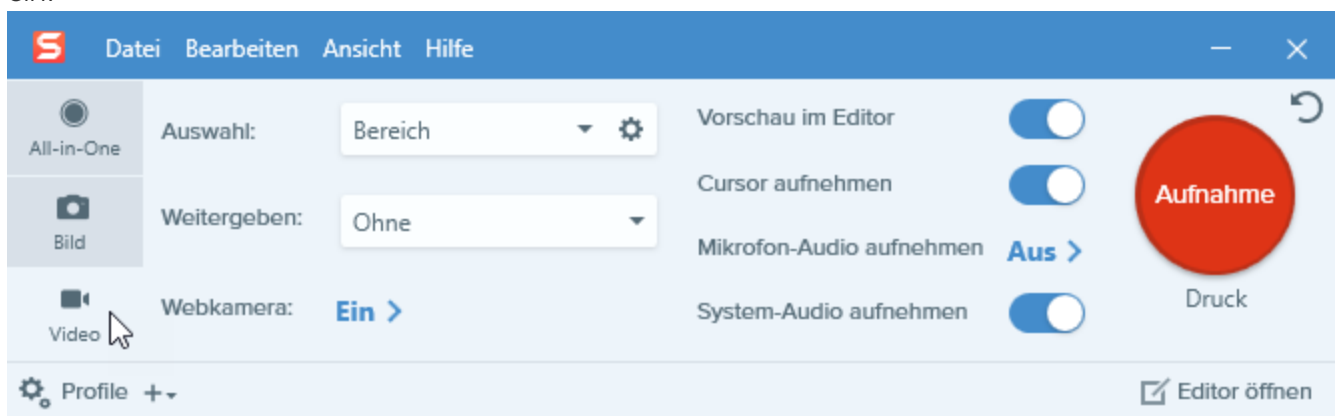 Datei Bearbeiten Ansicht Hilfe
All-in-One
Bild
Video
Auswahl: Bereich
Weitergeben: Ohne
Webkamera: Ein
Vorschau im Editor
Cursor aufnehmen
Mikrofon-Audio aufnehmen Aus
System-Audio aufnehmen
Aufnahme
Druck
Profile
Editor öffnen